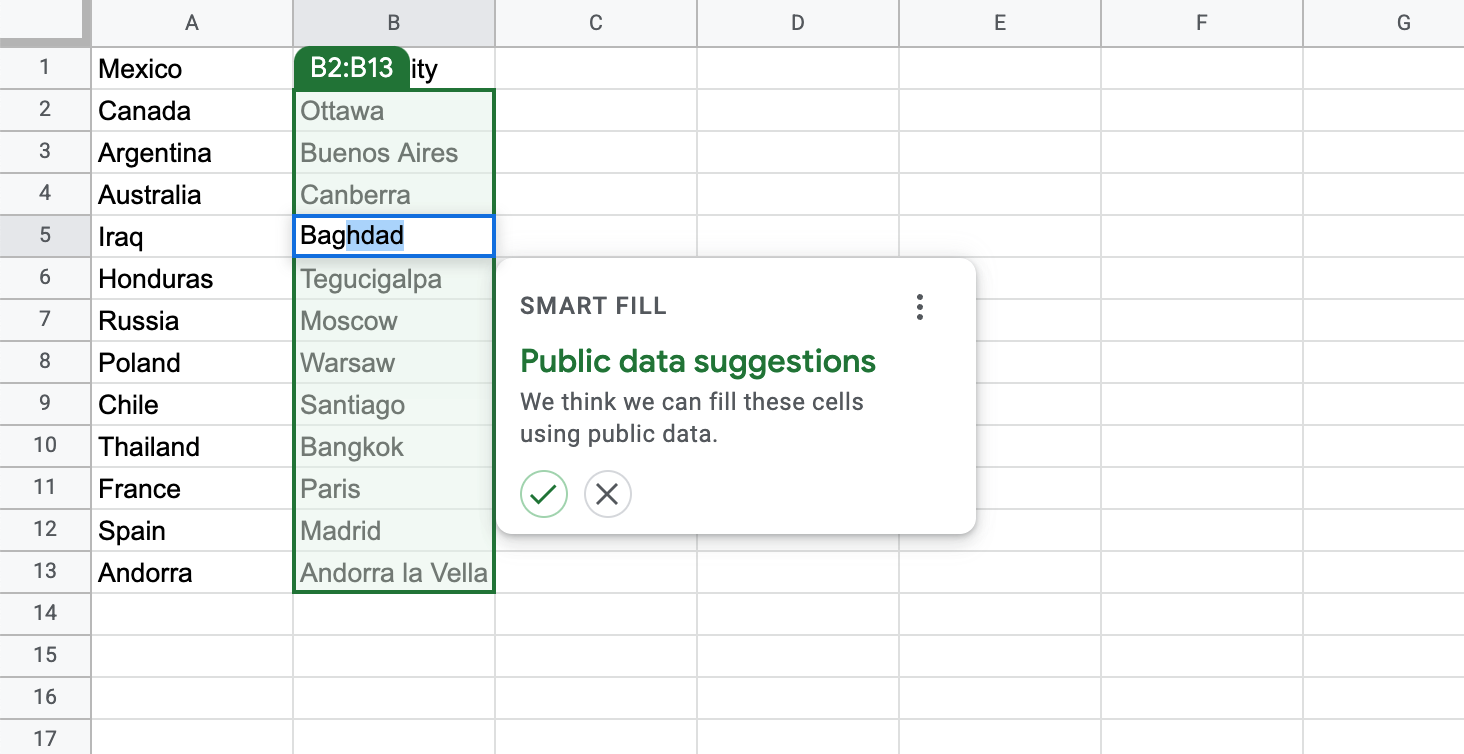 A B C D E F G
1 Mexico B2:B13 ity
2 Canada Ottawa
3 Argentina Buenos Aires
4 Australia Canberra
5 Iraq Baghdad
6 Honduras Tegucigalpa
SMART FILL
7 Russia Moscow
8 Poland Warsaw
Public data suggestions
9 Chile Santiago
We think we can fill these cells
10 Thailand Bangkok
using public data.
11 France Paris
12 Spain Madrid
13 Andorra Andorra la Vella
14
15
16
17